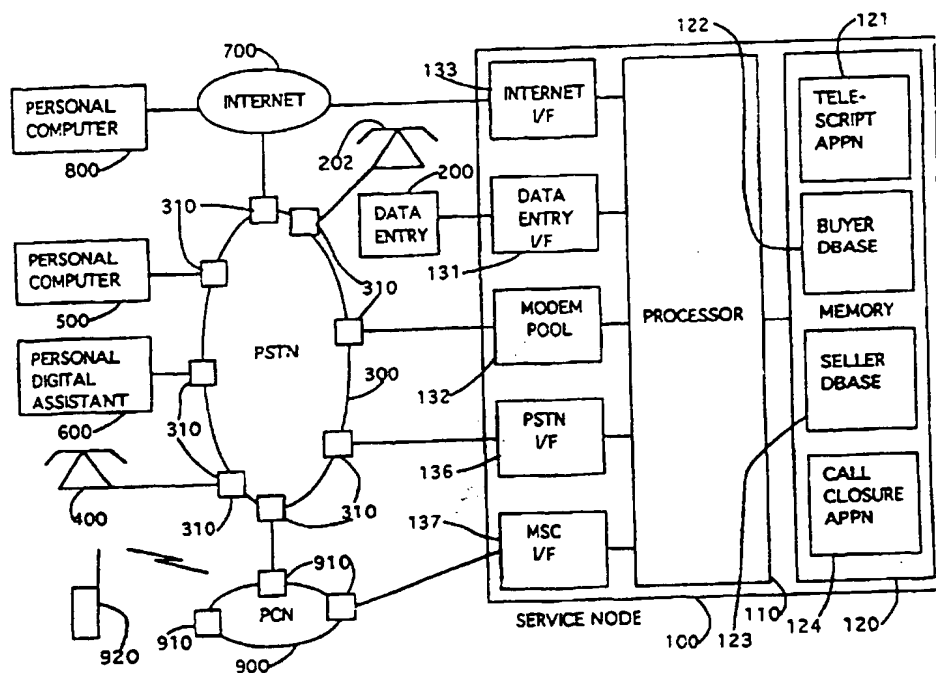 122
121
700
133
INTERNET
INTERNET
I/F
TELE-
SCRIPT
APPN
PERSONAL
COMPUTER
800
202
200
310
DATA
ENTRY
DATA
ENTRY
I/F
131
BUYER
DBASE
PERSONAL
COMPUTER
500
310
MODEM
POOL
132
PROCESSOR
MEMORY
PSTN
PERSONAL
DIGITAL
ASSISTANT
600
300
SELLER
DBASE
310
PSTN
I/F
136
400
310
310
137
CALL
CLOSURE
APPN
MSC
I/F
910
PCN
910
900
920
SERVICE NODE
100
110
123
124
120